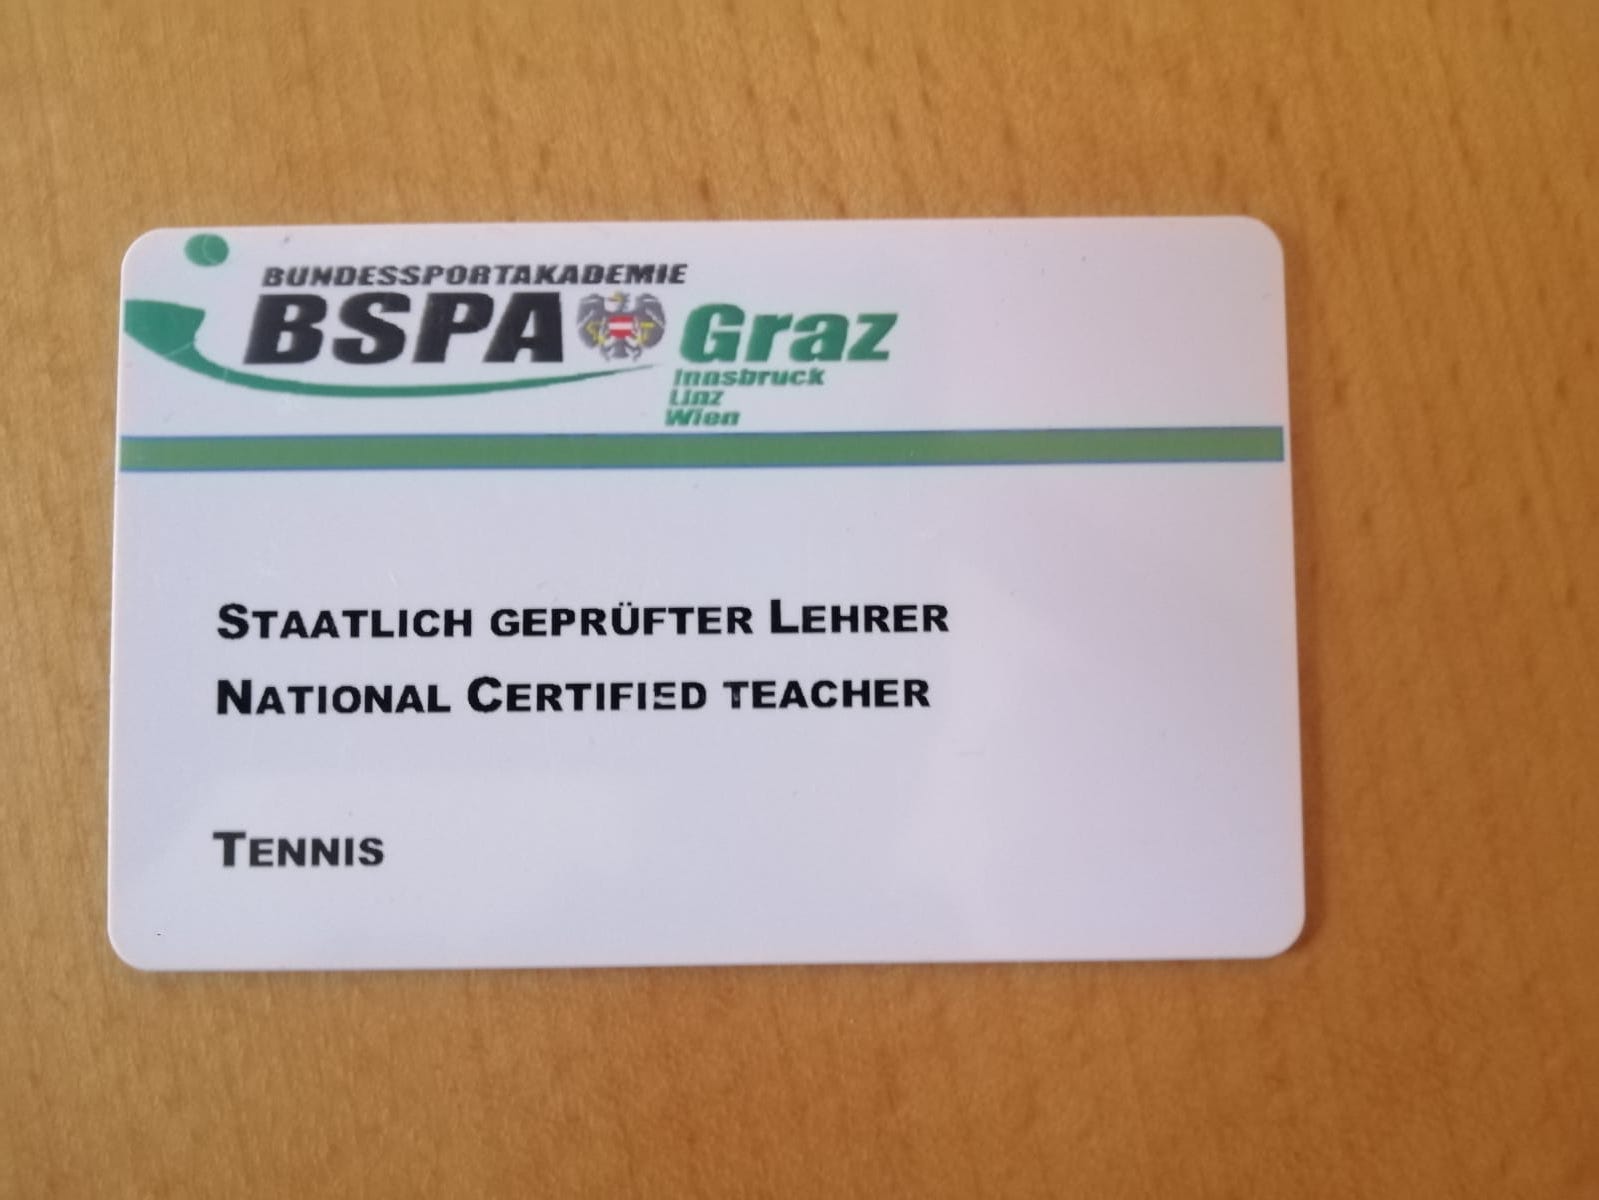 BUNDESSPORTAKADEMIE
BSPA Graz
Innsbruck
Linz
Wien
STAATLICH GEPRÜFTER LEHRER
NATIONAL CERTIFIED TEACHER
TENNIS